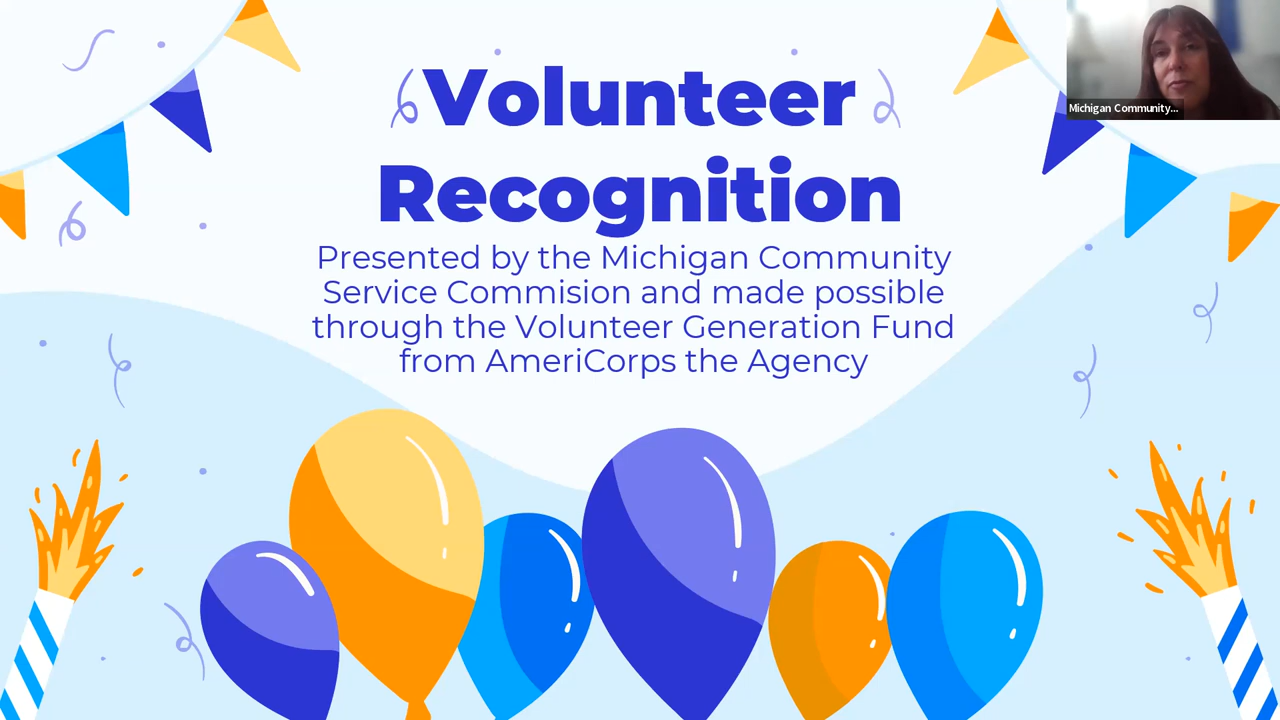 Volunteer
Recognition
Presented by the Michigan Community
Service Commision and made possible
through the Volunteer Generation Fund
from AmeriCorps the Agency
Michigan Community...